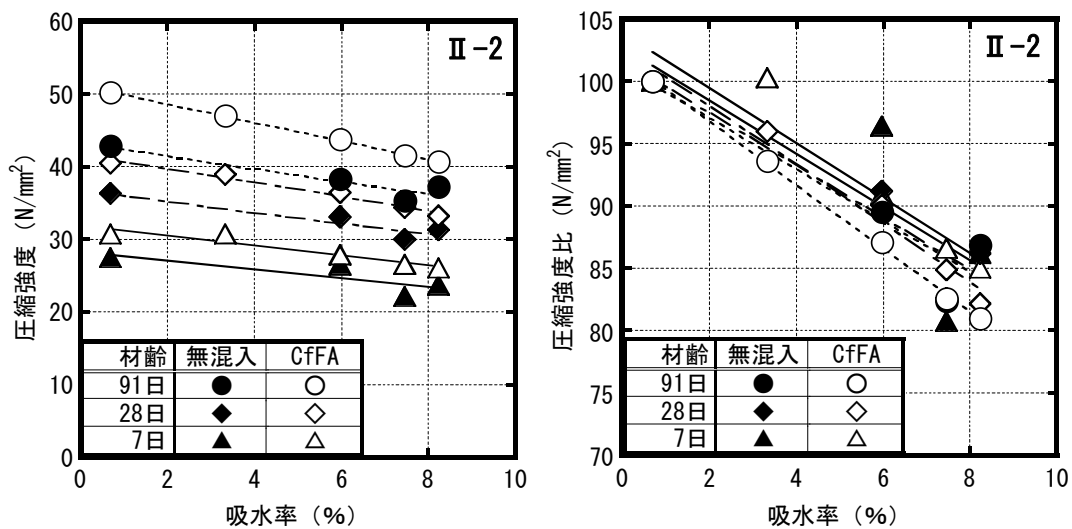 圧縮強度 (N/mm²)
60
50
40
30
20
10
0
Ⅱ-2
材齢 無混入 CfFA
91日
28日
7日
0 2 4 6 8 10
吸水率 (%)
圧縮強度比 (N/mm²)
105
100
95
90
85
80
75
70
Ⅱ-2
材齢 無混入 CfFA
91日
28日
7日
0 2 4 6 8 10
吸水率 (%)